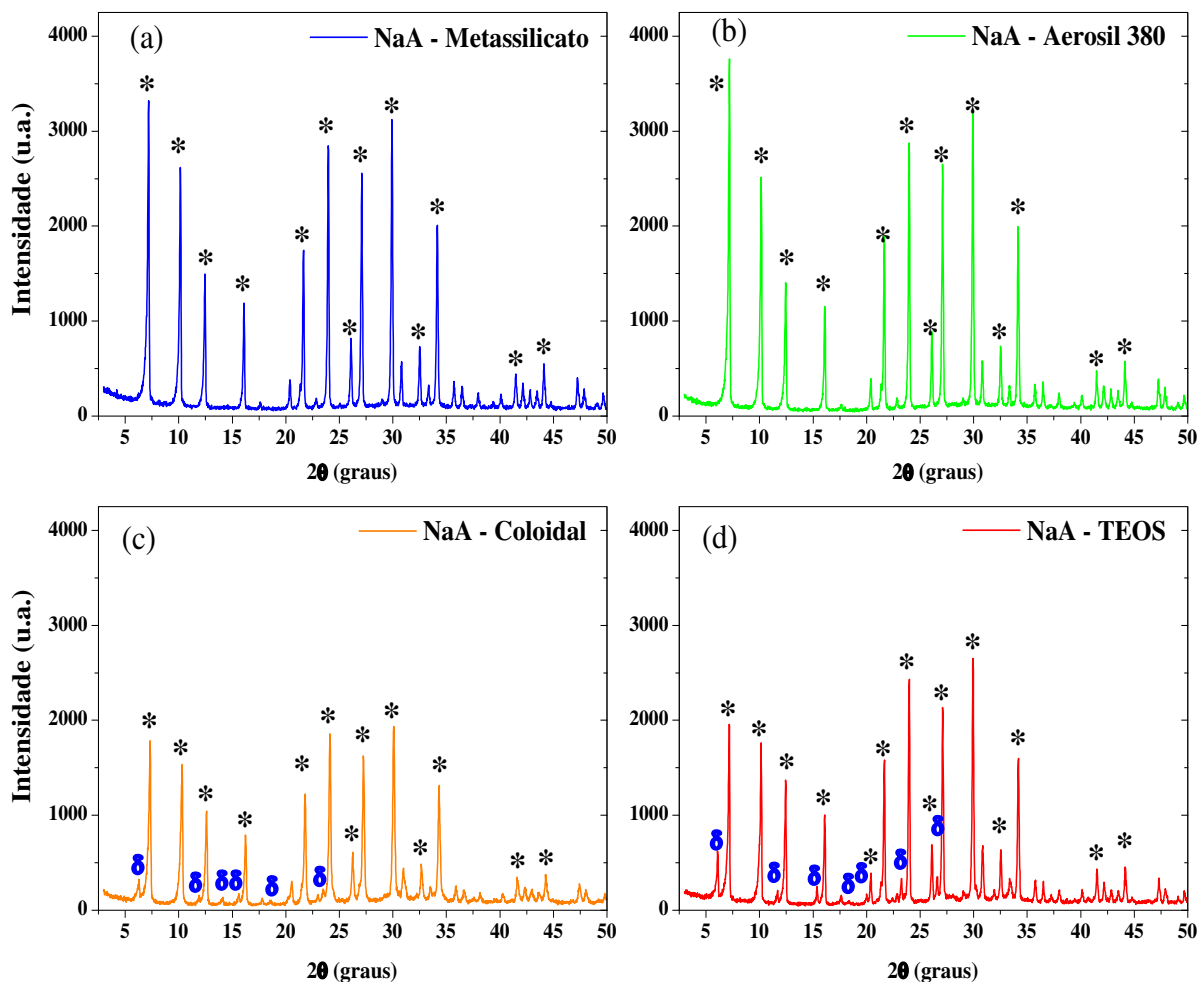 (a)
NaA - Metassilicato
Intensidade (u.a.)
4000
3000
2000
1000
0
5 10 15 20 25 30 35 40 45 50
2θ (graus)
(b)
NaA - Aerosil 380
4000
3000
2000
1000
0
5 10 15 20 25 30 35 40 45 50
2θ (graus)
(c)
NaA - Coloidal
Intensidade (u.a.)
4000
3000
2000
1000
0
5 10 15 20 25 30 35 40 45 50
2θ (graus)
(d)
NaA - TEOS
4000
3000
2000
1000
0
5 10 15 20 25 30 35 40 45 50
2θ (graus)